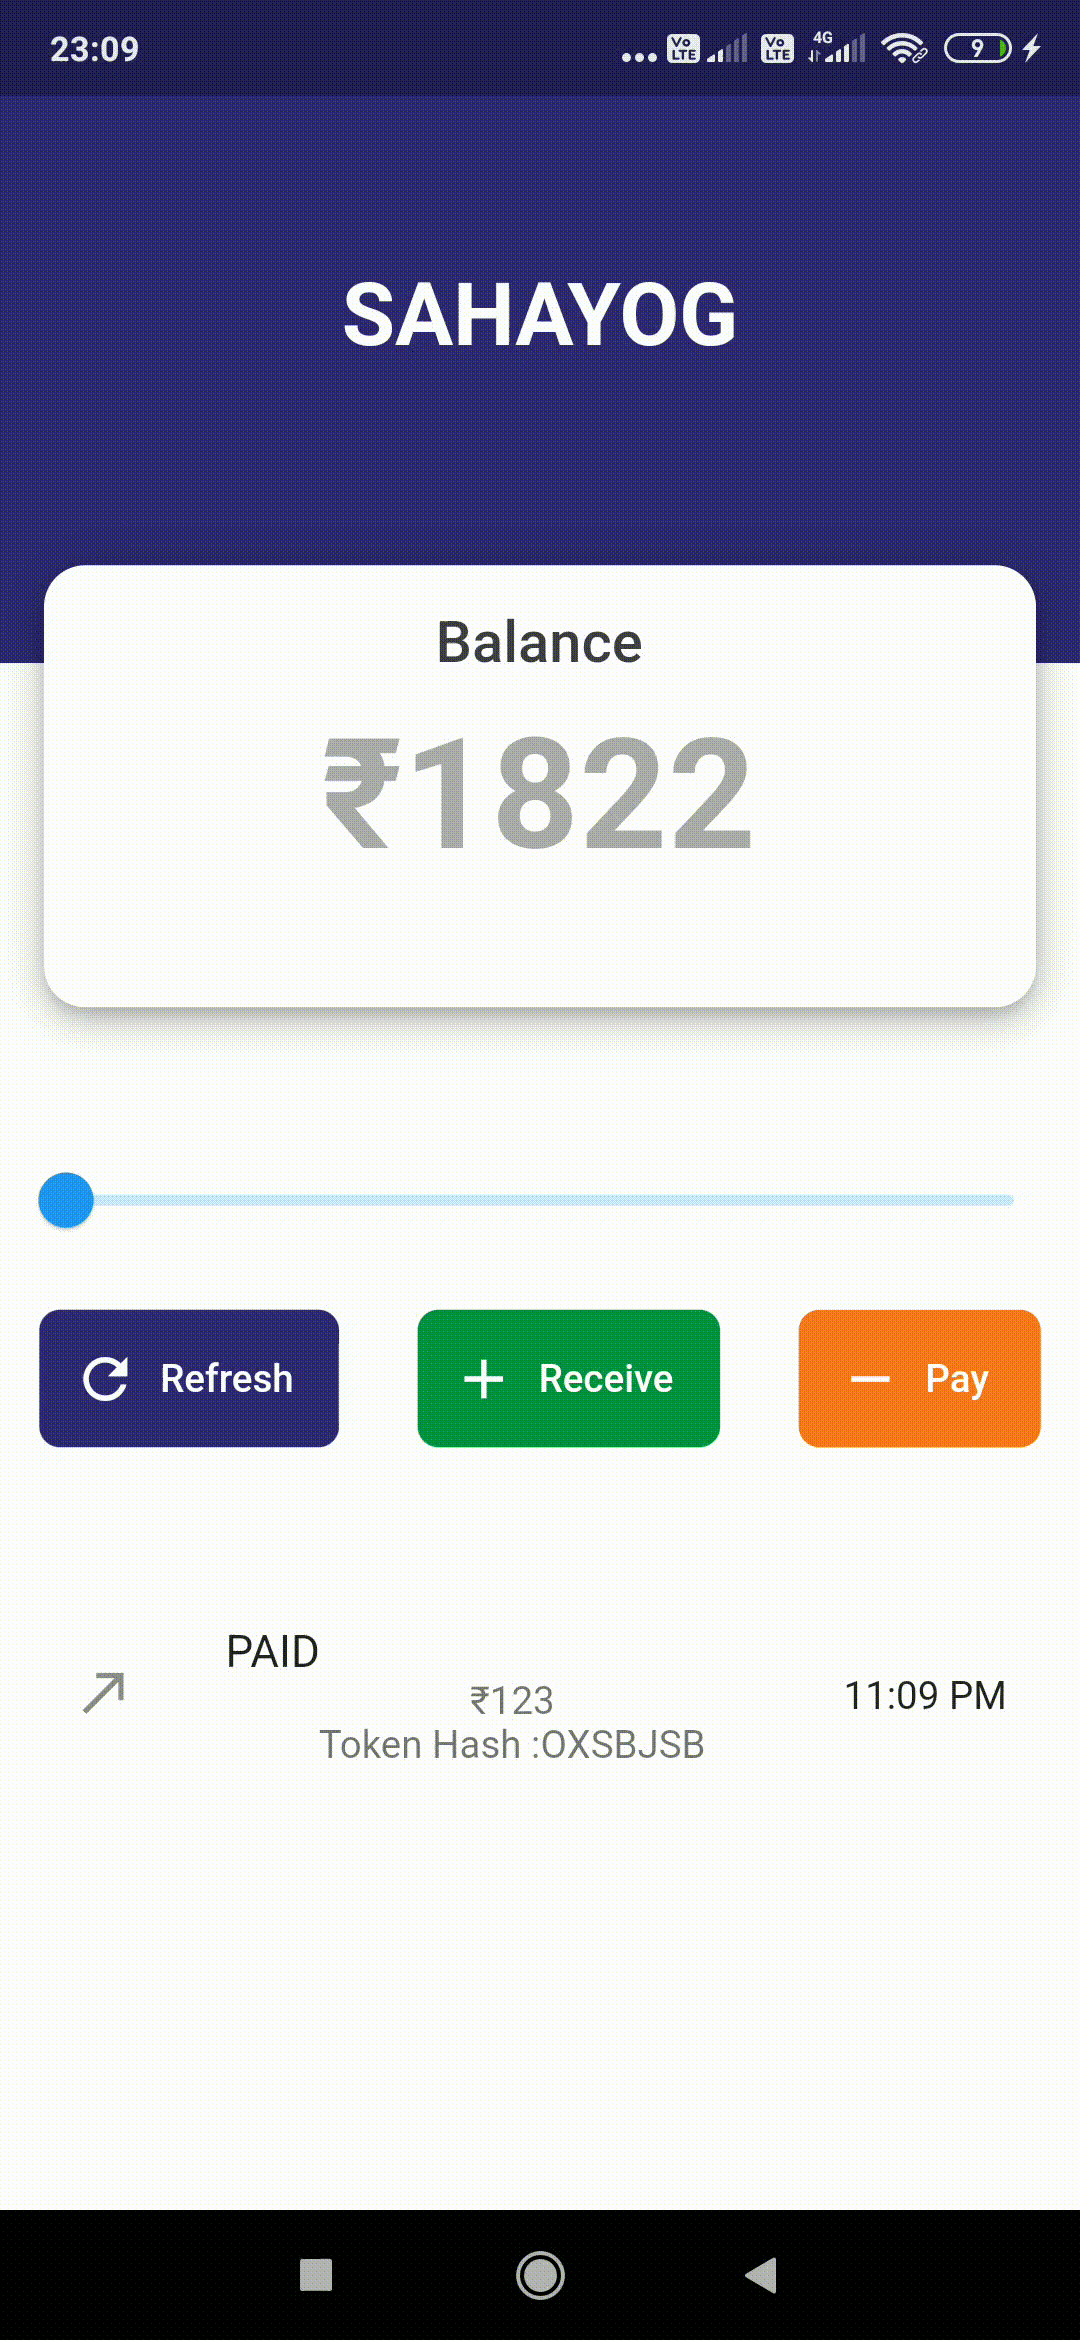 23:09
Vo LTE Vo LTE 4G 9
SAHAYOG
Balance
₹1822
Refresh Receive Pay
PAID
₹123
11:09 PM
Token Hash :OXSBJSB